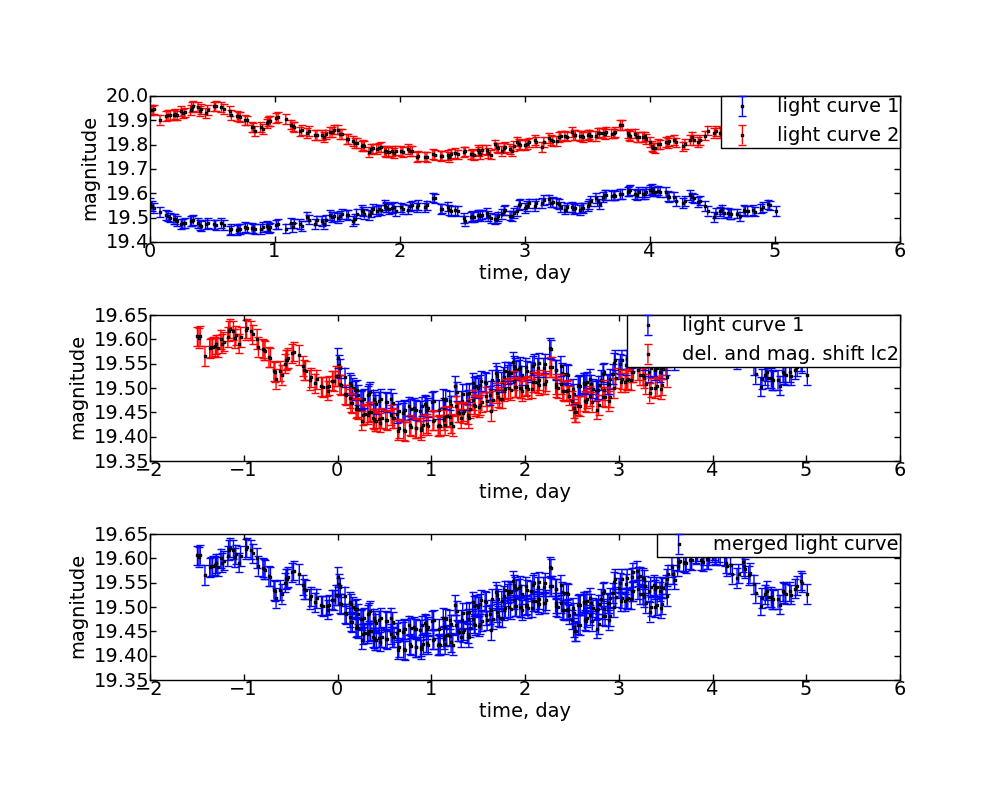 20.0
19.9
19.8
19.7
19.6
19.5
19.4
magnitude
light curve 1
light curve 2
0 1 2 3 4 5 6
time, day
19.65
19.60
19.55
19.50
19.45
19.40
19.35
magnitude
light curve 1
del. and mag. shift lc2
−2 −1 0 1 2 3 4 5 6
time, day
19.65
19.60
19.55
19.50
19.45
19.40
19.35
magnitude
merged light curve
−2 −1 0 1 2 3 4 5 6
time, day